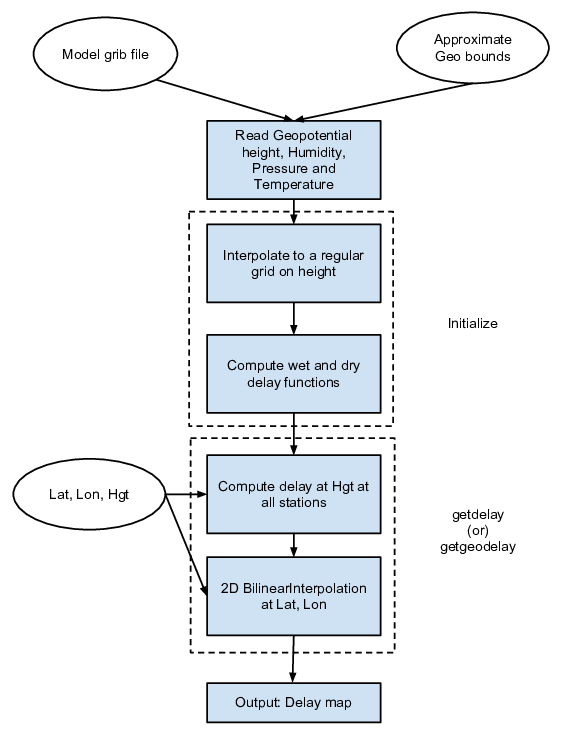 Model grib file
Approximate
Geo bounds
Read Geopotential
height, Humidity,
Pressure and
Temperature
Interpolate to a regular
grid on height
Initialize
Compute wet and dry
delay functions
Lat, Lon, Hgt
Compute delay at Hgt at
all stations
getdelay
(or)
getgeodelay
2D BilinearInterpolation
at Lat, Lon
Output: Delay map